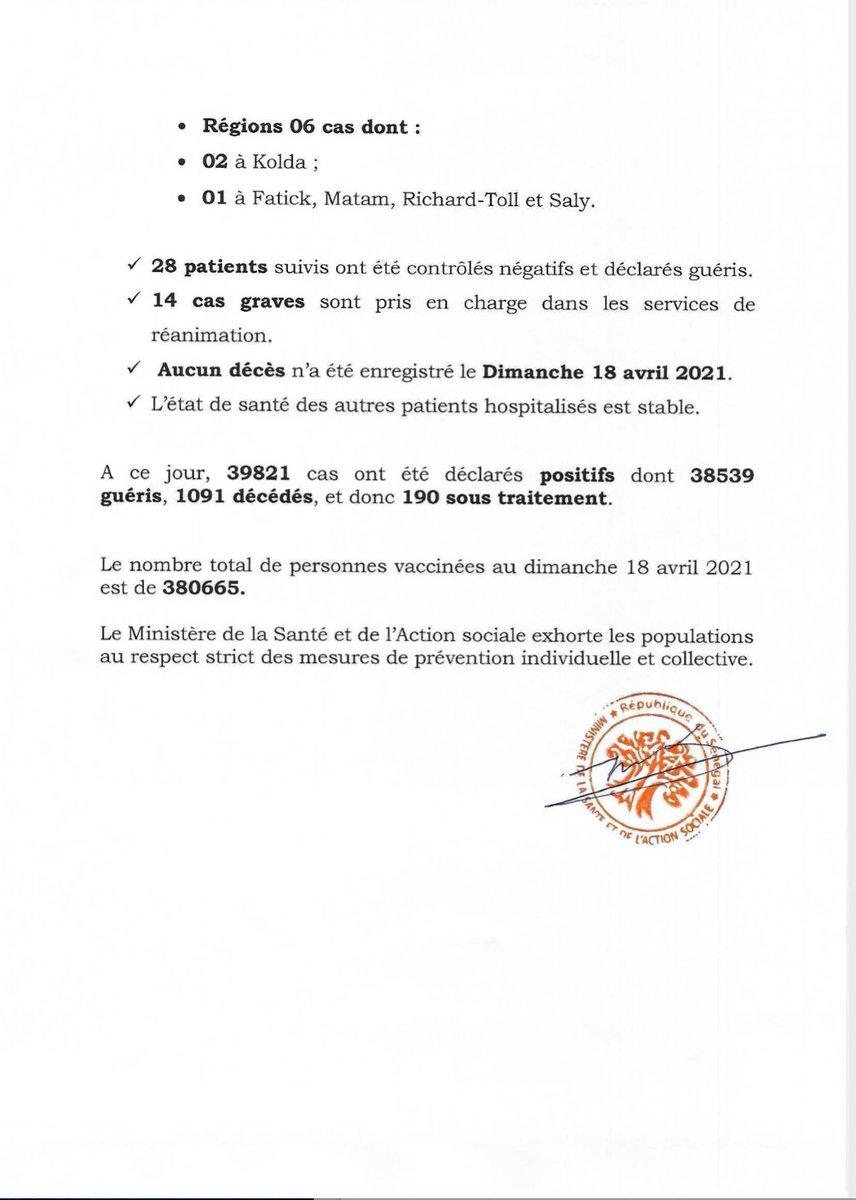 • Régions 06 cas dont :
• 02 à Kolda ;
• 01 à Fatick, Matam, Richard-Toll et Saly.
✓ 28 patients suivis ont été contrôlés négatifs et déclarés guéris.
✓ 14 cas graves sont pris en charge dans les services de
réanimation.
✓ Aucun décès n'a été enregistré le Dimanche 18 avril 2021.
✓ L'état de santé des autres patients hospitalisés est stable.
A ce jour, 39821 cas ont été déclarés positifs dont 38539
guéris, 1091 décédés, et donc 190 sous traitement.
Le nombre total de personnes vaccinées au dimanche 18 avril 2021
est de 380665.
Le Ministère de la Santé et de l'Action sociale exhorte les populations
au respect strict des mesures de prévention individuelle et collective.
★ République du Sénégal ★
MINISTERE DE LA SANTE ET DE L'ACTION SOCIALE